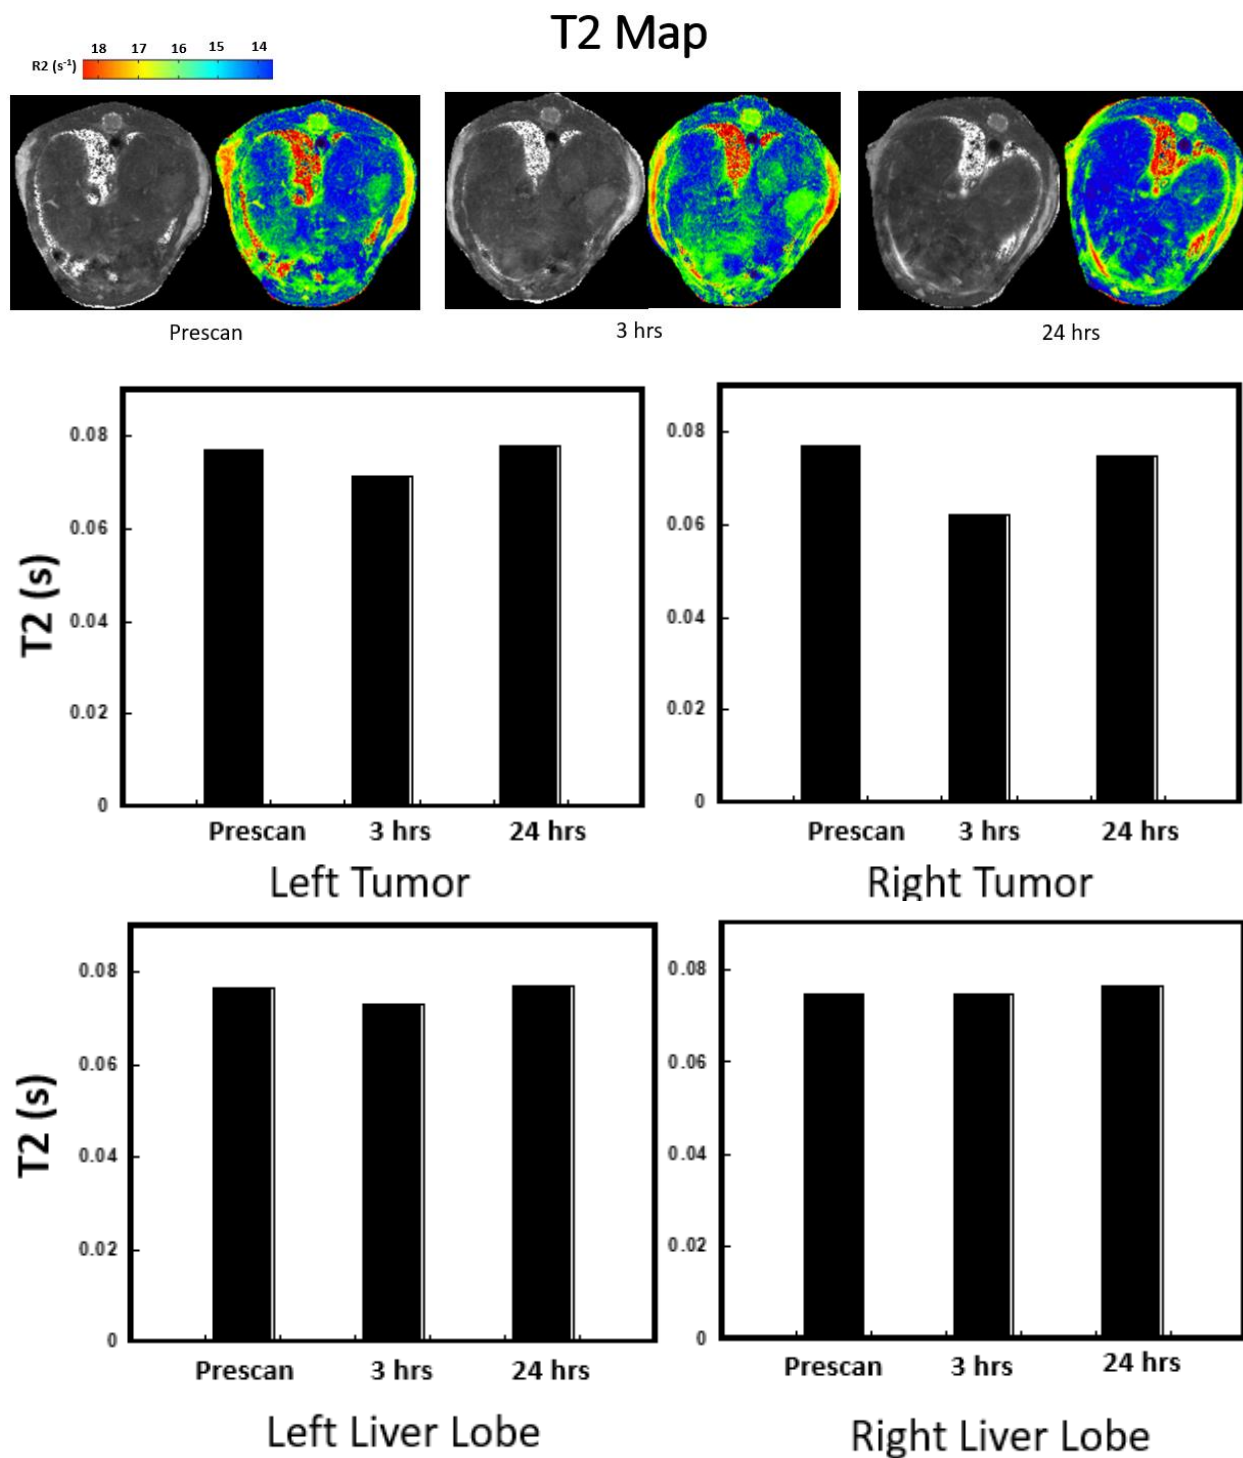 T2 Map
18 17 16 15 14
R2 (s⁻¹)
Prescan 3 hrs 24 hrs
0.08
0.06
0.04
0.02
0
T2 (s)
Prescan 3 hrs 24 hrs
Left Tumor
0.08
0.06
0.04
0.02
0
Prescan 3 hrs 24 hrs
Right Tumor
0.08
0.06
0.04
0.02
0
T2 (s)
Prescan 3 hrs 24 hrs
Left Liver Lobe
0.08
0.06
0.04
0.02
0
Prescan 3 hrs 24 hrs
Right Liver Lobe